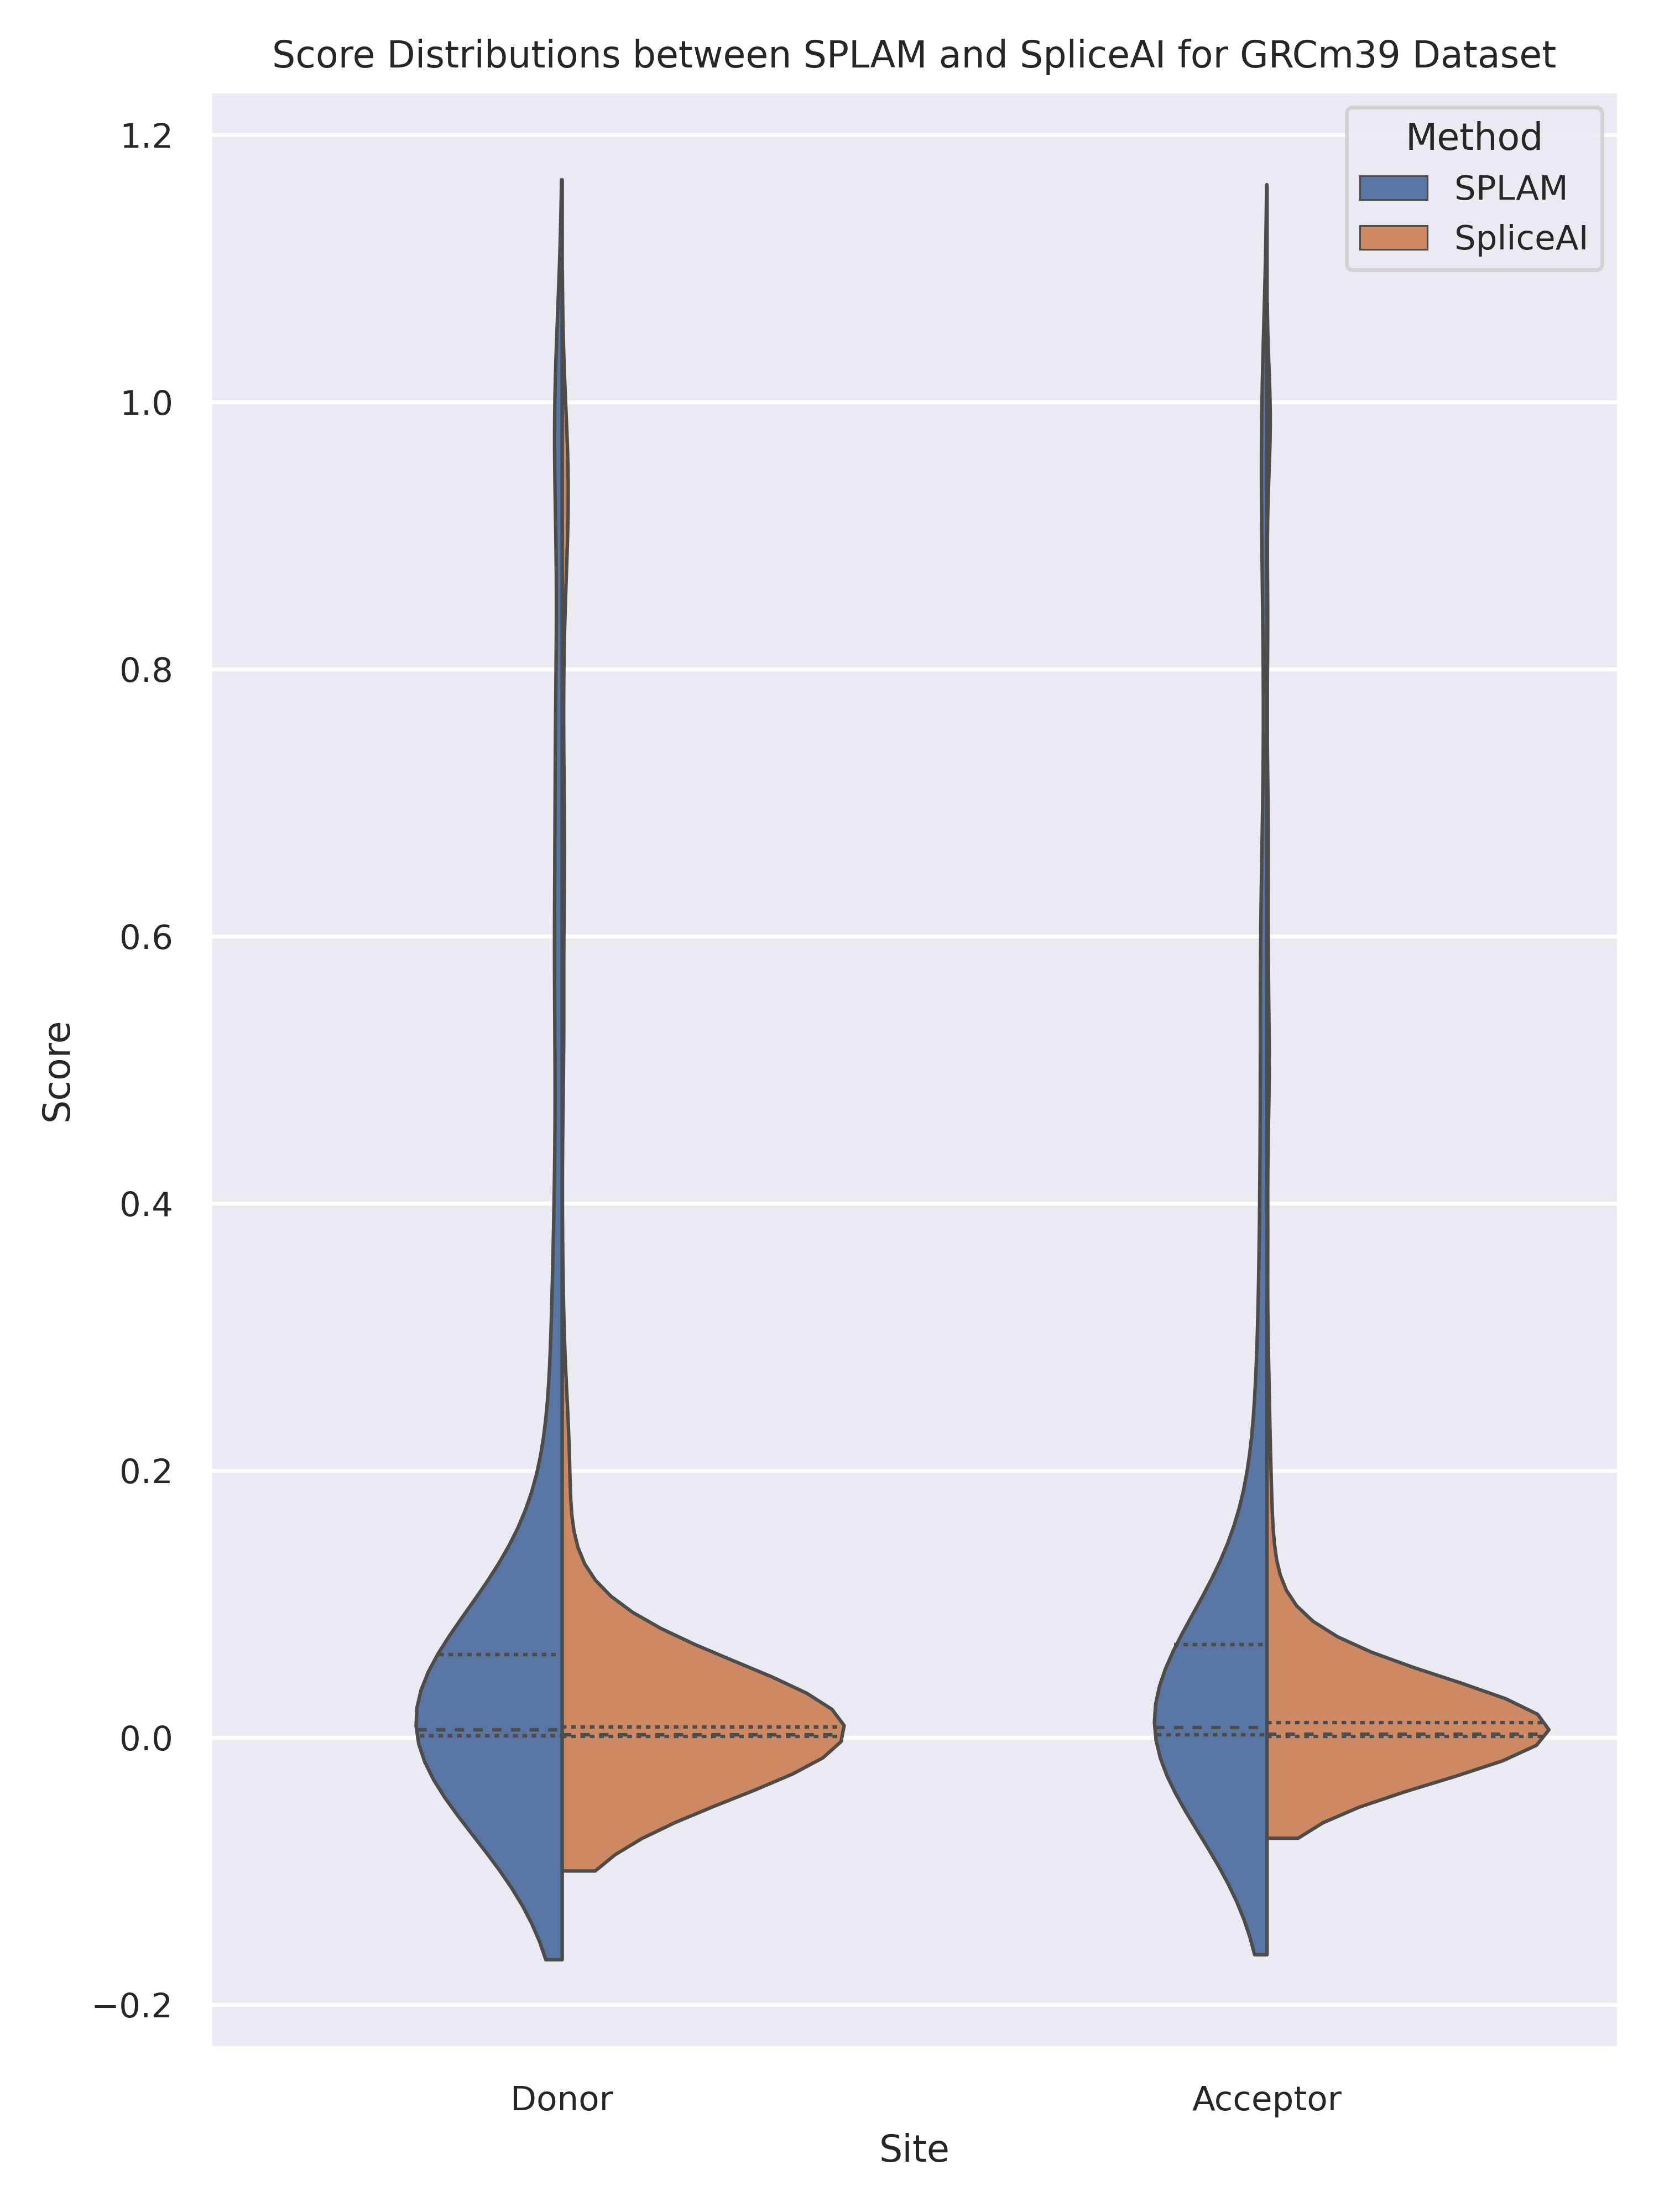 Score Distributions between SPLAM and SpliceAI for GRCm39 Dataset
Method
SPLAM
SpliceAI
1.2
1.0
0.8
0.6
0.4
0.2
0.0
−0.2
Score
Donor
Acceptor
Site